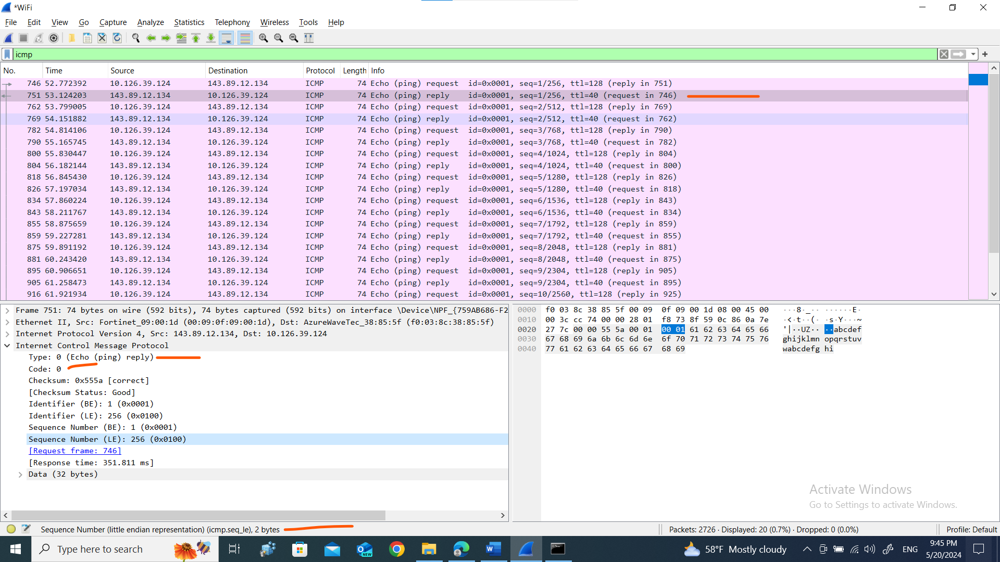 *WiFi
File Edit View Go Capture Analyze Statistics Telephony Wireless Tools Help
icmp
No. Time Source Destination Protocol Length Info
746 52.772392 10.126.39.124 143.89.12.134 ICMP 74 Echo (ping) request id=0x0001, seq=1/256, ttl=128 (reply in 751)
751 53.124203 143.89.12.134 10.126.39.124 ICMP 74 Echo (ping) reply id=0x0001, seq=1/256, ttl=40 (request in 746)
762 53.799005 10.126.39.124 143.89.12.134 ICMP 74 Echo (ping) request id=0x0001, seq=2/512, ttl=128 (reply in 769)
769 54.151882 143.89.12.134 10.126.39.124 ICMP 74 Echo (ping) reply id=0x0001, seq=2/512, ttl=40 (request in 762)
782 54.814106 10.126.39.124 143.89.12.134 ICMP 74 Echo (ping) request id=0x0001, seq=3/768, ttl=128 (reply in 790)
790 55.165745 143.89.12.134 10.126.39.124 ICMP 74 Echo (ping) reply id=0x0001, seq=3/768, ttl=40 (request in 782)
800 55.830447 10.126.39.124 143.89.12.134 ICMP 74 Echo (ping) request id=0x0001, seq=4/1024, ttl=128 (reply in 804)
804 56.182144 143.89.12.134 10.126.39.124 ICMP 74 Echo (ping) reply id=0x0001, seq=4/1024, ttl=40 (request in 800)
818 56.845430 10.126.39.124 143.89.12.134 ICMP 74 Echo (ping) request id=0x0001, seq=5/1280, ttl=128 (reply in 826)
826 57.197034 143.89.12.134 10.126.39.124 ICMP 74 Echo (ping) reply id=0x0001, seq=5/1280, ttl=40 (request in 818)
834 57.860224 10.126.39.124 143.89.12.134 ICMP 74 Echo (ping) request id=0x0001, seq=6/1536, ttl=128 (reply in 843)
843 58.211767 143.89.12.134 10.126.39.124 ICMP 74 Echo (ping) reply id=0x0001, seq=6/1536, ttl=40 (request in 834)
855 58.875659 10.126.39.124 143.89.12.134 ICMP 74 Echo (ping) request id=0x0001, seq=7/1792, ttl=128 (reply in 859)
859 59.227281 143.89.12.134 10.126.39.124 ICMP 74 Echo (ping) reply id=0x0001, seq=7/1792, ttl=40 (request in 855)
875 59.891192 10.126.39.124 143.89.12.134 ICMP 74 Echo (ping) request id=0x0001, seq=8/2048, ttl=128 (reply in 881)
881 60.243420 143.89.12.134 10.126.39.124 ICMP 74 Echo (ping) reply id=0x0001, seq=8/2048, ttl=40 (request in 875)
895 60.906651 10.126.39.124 143.89.12.134 ICMP 74 Echo (ping) request id=0x0001, seq=9/2304, ttl=128 (reply in 905)
905 61.258473 143.89.12.134 10.126.39.124 ICMP 74 Echo (ping) reply id=0x0001, seq=9/2304, ttl=40 (request in 895)
916 61.921934 10.126.39.124 143.89.12.134 ICMP 74 Echo (ping) request id=0x0001, seq=10/2560, ttl=128 (reply in 925)
Frame 751: 74 bytes on wire (592 bits), 74 bytes captured (592 bits) on interface \Device\NPF_{759AB686-F2
Ethernet II, Src: Fortinet_09:00:1d (00:09:0f:09:00:1d), Dst: AzureWaveTec_38:85:5f (f0:03:8c:38:85:5f)
Internet Protocol Version 4, Src: 143.89.12.134, Dst: 10.126.39.124
Internet Control Message Protocol
Type: 0 (Echo (ping) reply)
Code: 0
Checksum: 0x555a [correct]
[Checksum Status: Good]
Identifier (BE): 1 (0x0001)
Identifier (LE): 256 (0x0100)
Sequence Number (BE): 1 (0x0001)
Sequence Number (LE): 256 (0x0100)
[Request frame: 746]
[Response time: 351.811 ms]
Data (32 bytes)
0000 f0 03 8c 38 85 5f 00 09 0f 09 00 1d 08 00 45 00 ···8·_·· ······E·
0010 00 3c cc 74 00 00 28 01 f8 73 8f 59 0c 86 0a 7e ·<·t··(· ·s·Y···~
0020 27 7c 00 00 55 5a 00 01 00 01 61 62 63 64 65 66 '|··UZ·· ··abcdef
0030 67 68 69 6a 6b 6c 6d 6e 6f 70 71 72 73 74 75 76 ghijklmn opqrstuv
0040 77 61 62 63 64 65 66 67 68 69 wabcdefg hi
Activate Windows
Go to Settings to activate Windows.
Sequence Number (little endian representation) (icmp.seq_le), 2 bytes Packets: 2726 · Displayed: 20 (0.7%) · Dropped: 0 (0.0%) Profile: Default
Type here to search NEW 58°F Mostly cloudy ENG 9:45 PM
5/20/2024